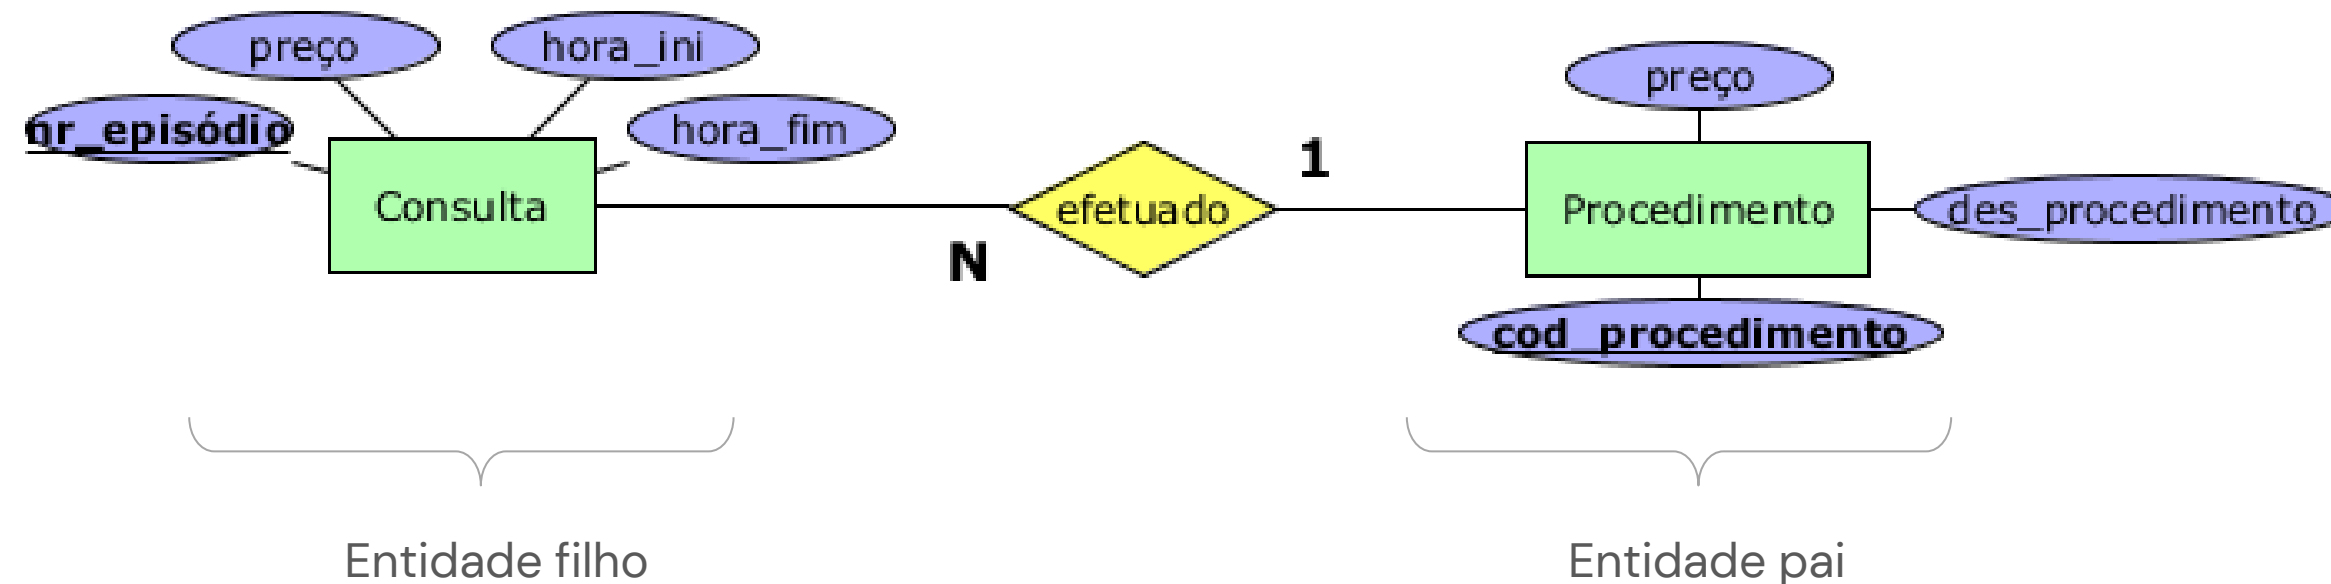 preço
hora_ini
nr_episódio
hora_fim
Consulta
N
efetuado
1
preço
Procedimento
des_procedimento
cod_procedimento
Entidade filho
Entidade pai